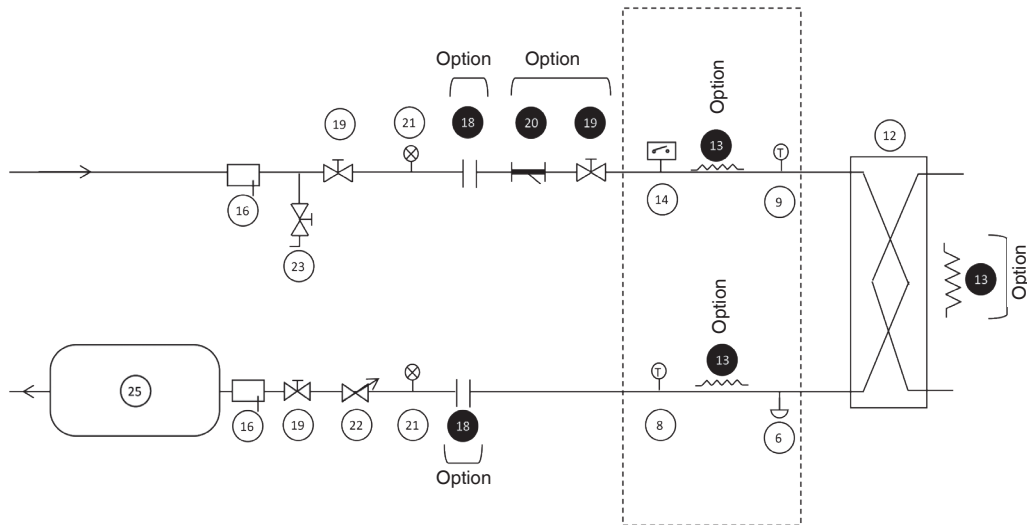 Option Option
Option
19 21 18 20 19 13 12
T
16 14 9
23
13 Option
Option
13
25 T
16 19 22 21 18 8 6
Option